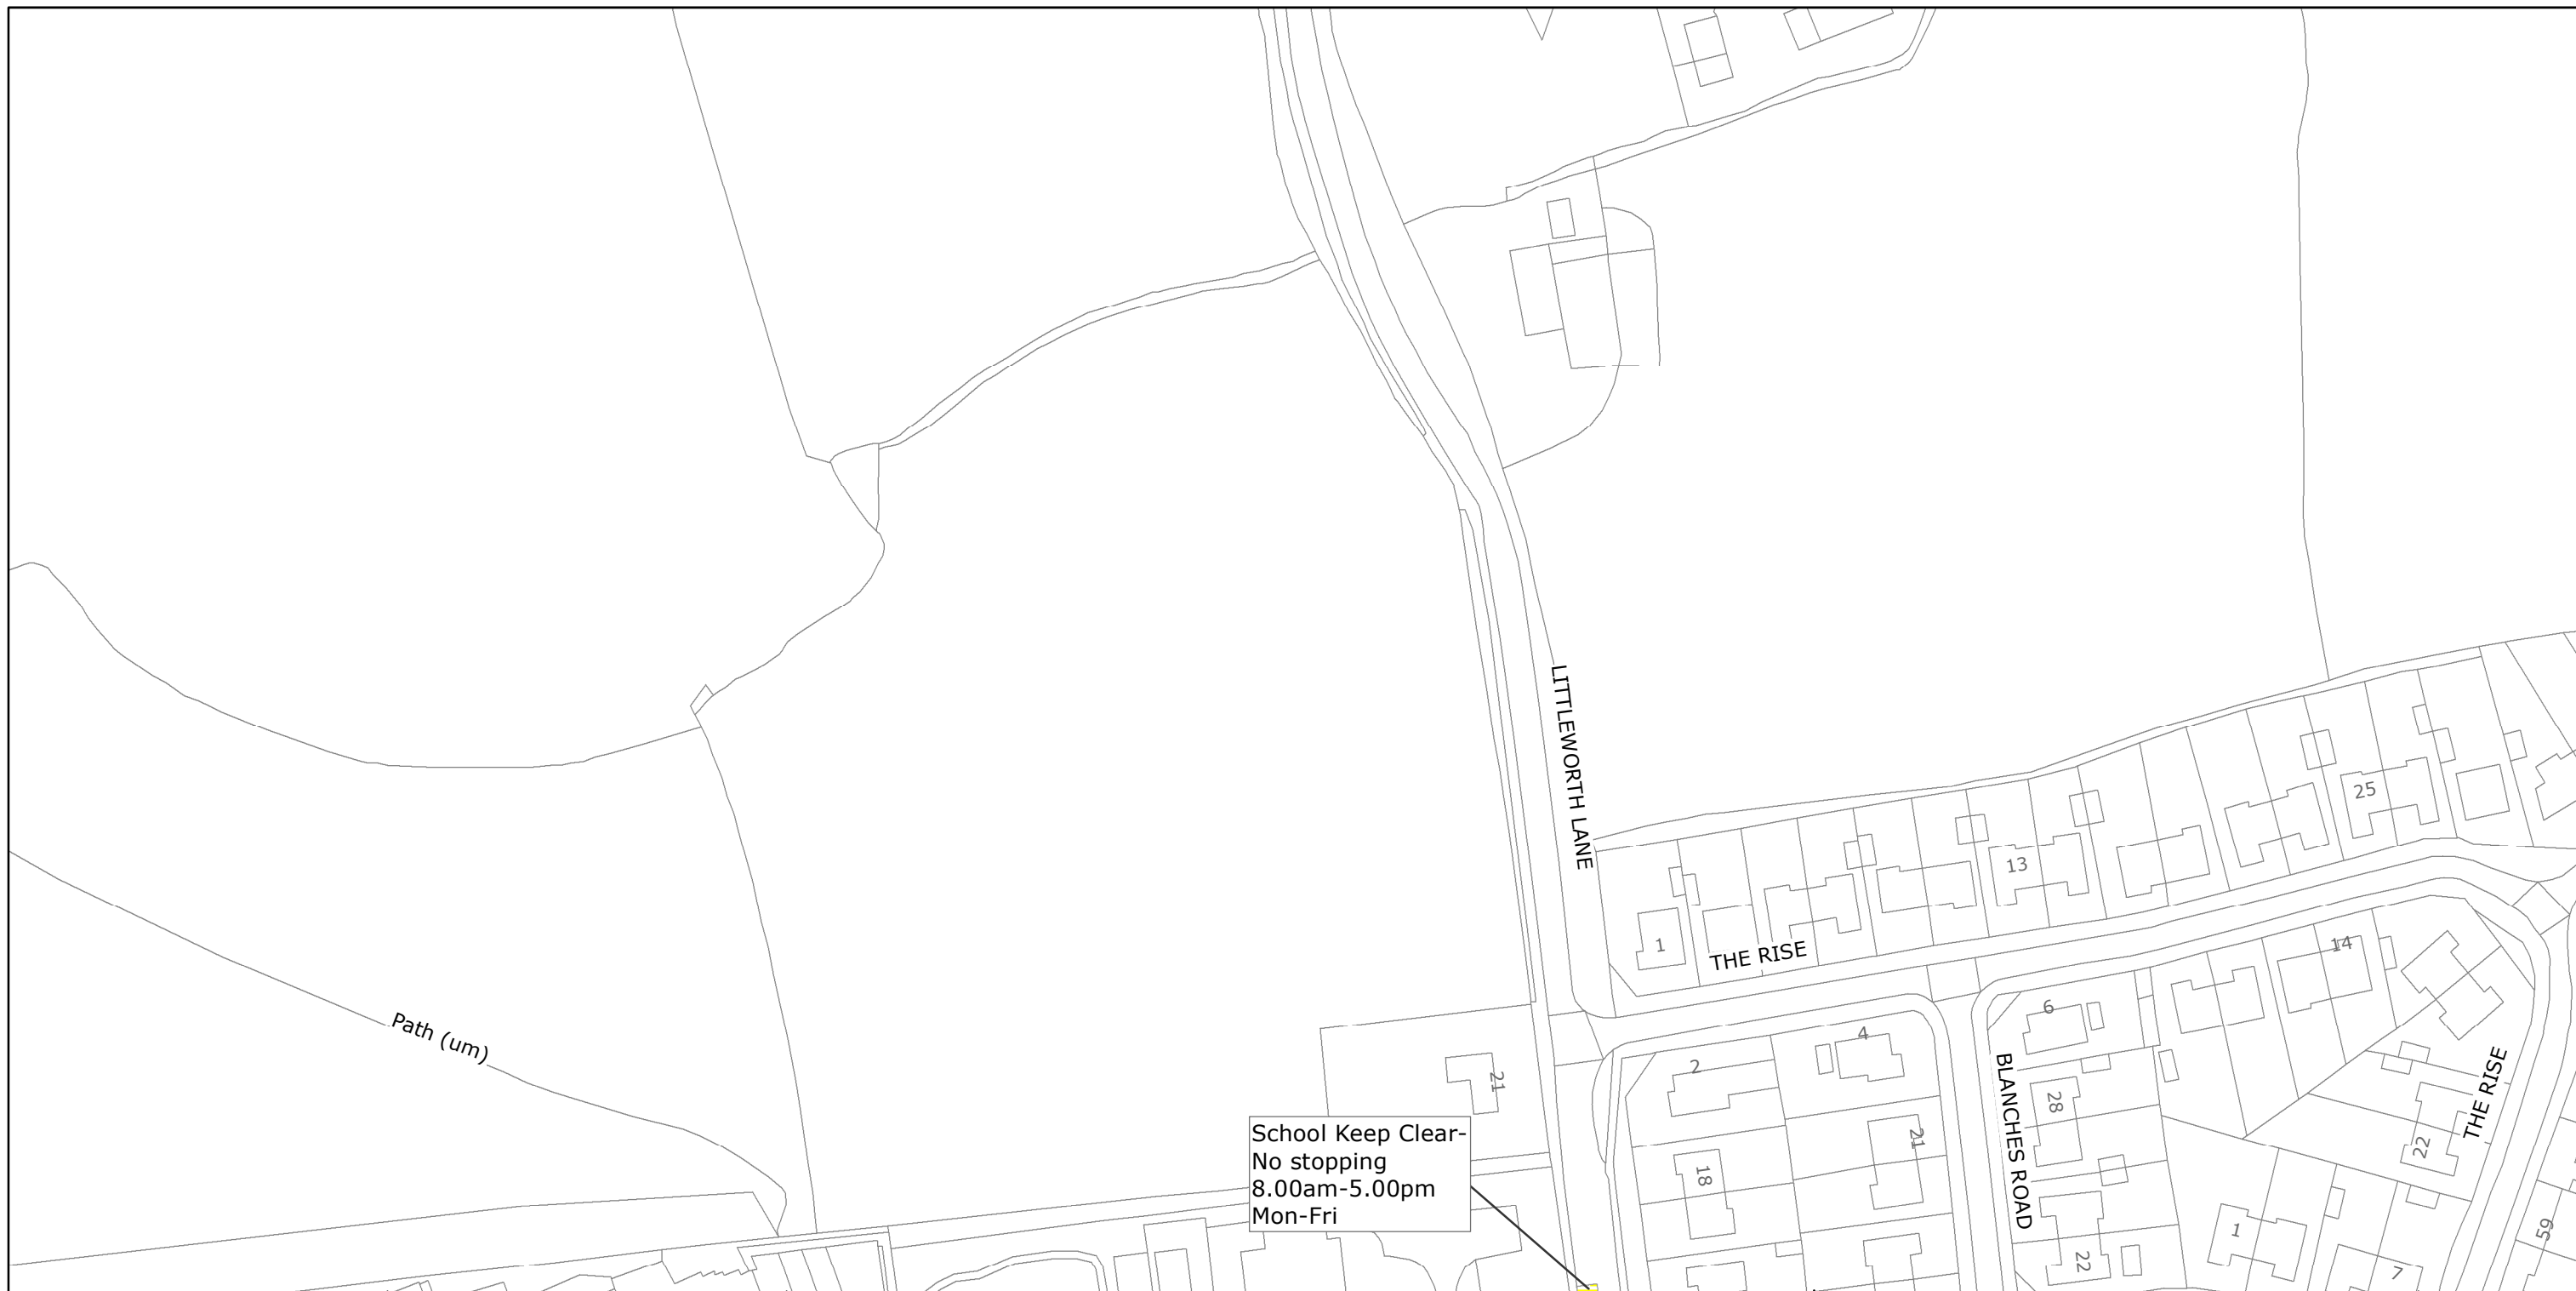 LITTLEWORTH LANE
25
13
1
THE RISE
14
6
4
2
Path (um)
21
28
BLANCHES ROAD
THE RISE
School Keep Clear-
No stopping
8.00am-5.00pm
Mon-Fri
21
22
18
1
59
22
7